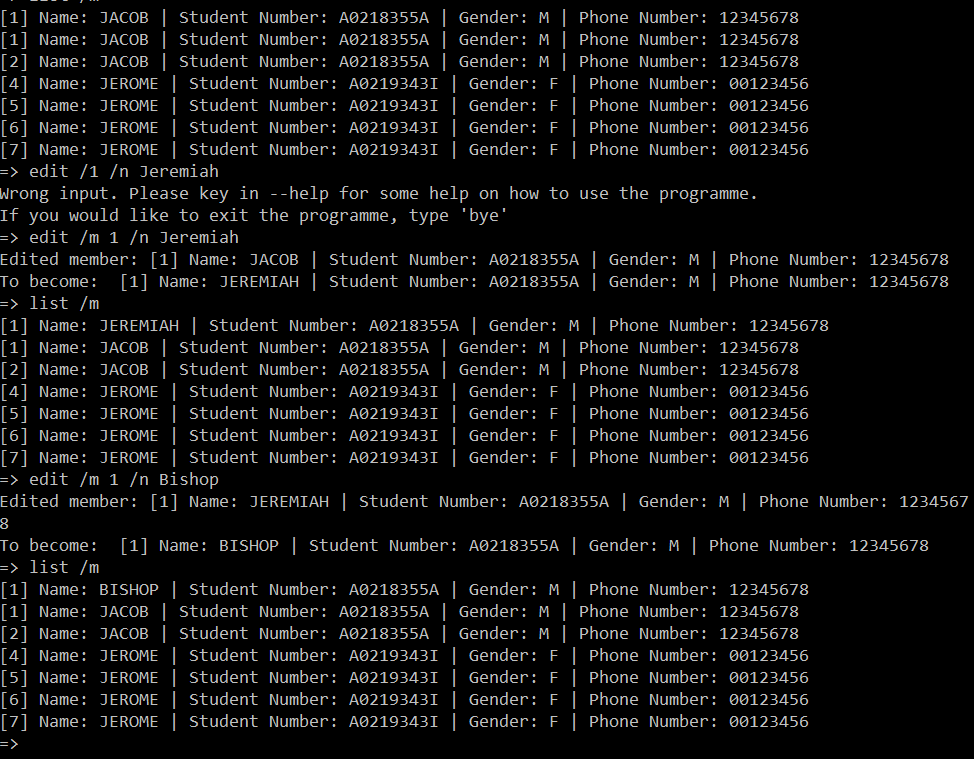 [1] Name: JACOB | Student Number: A0218355A | Gender: M | Phone Number: 12345678
[1] Name: JACOB | Student Number: A0218355A | Gender: M | Phone Number: 12345678
[2] Name: JACOB | Student Number: A0218355A | Gender: M | Phone Number: 12345678
[4] Name: JEROME | Student Number: A0219343I | Gender: F | Phone Number: 00123456
[5] Name: JEROME | Student Number: A0219343I | Gender: F | Phone Number: 00123456
[6] Name: JEROME | Student Number: A0219343I | Gender: F | Phone Number: 00123456
[7] Name: JEROME | Student Number: A0219343I | Gender: F | Phone Number: 00123456
=> edit /1 /n Jeremiah
Wrong input. Please key in --help for some help on how to use the programme.
If you would like to exit the programme, type 'bye'
=> edit /m 1 /n Jeremiah
Edited member: [1] Name: JACOB | Student Number: A0218355A | Gender: M | Phone Number: 12345678
To become:  [1] Name: JEREMIAH | Student Number: A0218355A | Gender: M | Phone Number: 12345678
=> list /m
[1] Name: JEREMIAH | Student Number: A0218355A | Gender: M | Phone Number: 12345678
[1] Name: JACOB | Student Number: A0218355A | Gender: M | Phone Number: 12345678
[2] Name: JACOB | Student Number: A0218355A | Gender: M | Phone Number: 12345678
[4] Name: JEROME | Student Number: A0219343I | Gender: F | Phone Number: 00123456
[5] Name: JEROME | Student Number: A0219343I | Gender: F | Phone Number: 00123456
[6] Name: JEROME | Student Number: A0219343I | Gender: F | Phone Number: 00123456
[7] Name: JEROME | Student Number: A0219343I | Gender: F | Phone Number: 00123456
=> edit /m 1 /n Bishop
Edited member: [1] Name: JEREMIAH | Student Number: A0218355A | Gender: M | Phone Number: 1234567
8
To become:  [1] Name: BISHOP | Student Number: A0218355A | Gender: M | Phone Number: 12345678
=> list /m
[1] Name: BISHOP | Student Number: A0218355A | Gender: M | Phone Number: 12345678
[1] Name: JACOB | Student Number: A0218355A | Gender: M | Phone Number: 12345678
[2] Name: JACOB | Student Number: A0218355A | Gender: M | Phone Number: 12345678
[4] Name: JEROME | Student Number: A0219343I | Gender: F | Phone Number: 00123456
[5] Name: JEROME | Student Number: A0219343I | Gender: F | Phone Number: 00123456
[6] Name: JEROME | Student Number: A0219343I | Gender: F | Phone Number: 00123456
[7] Name: JEROME | Student Number: A0219343I | Gender: F | Phone Number: 00123456
=>